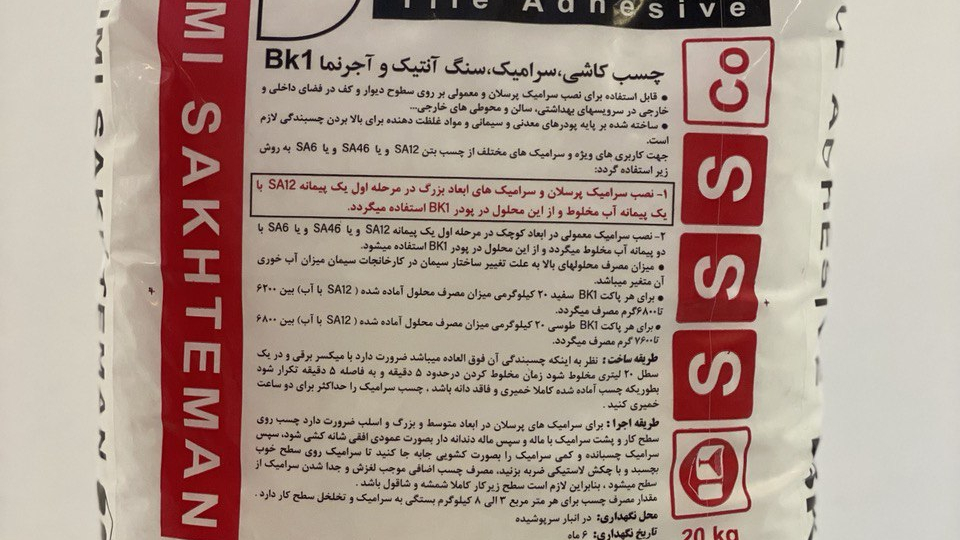 Tile Adhesive
چسب کاشی،سرامیک،سنگ آنتیک و آجرنما Bk1
● قابل استفاده برای نصب سرامیک پرسلان و معمولی بر روی سطوح دیوار و کف در فضای داخلی و
خارجی در سرویسهای بهداشتی، سالن و محوطی های خارجی...
● ساخته شده بر پایه پودرهای معدنی و سیمانی و مواد غلظت دهنده برای بالا بردن چسبندگی لازم
است.
جهت کاربری های ویژه و سرامیک های مختلف از چسب بتن SA12 و یا SA46 و یا SA6 به روش
زیر استفاده گردد:
۱- نصب سرامیک پرسلان و سرامیک های ابعاد بزرگ در مرحله اول یک پیمانه SA12 با
یک پیمانه آب مخلوط و از این محلول در پودر BK1 استفاده میگردد.
۲- نصب سرامیک معمولی در ابعاد کوچک در مرحله اول یک پیمانه SA12 و یا SA46 و یا SA6 با
دو پیمانه آب مخلوط میگردد و از این محلول در پودر BK1 استفاده میشود.
● میزان مصرف محلولهای بالا به علت تغییر ساختار سیمان در کارخانجات سیمان میزان آب خوری
آن متغیر میباشد.
● برای هر پاکت BK1 سفید ۲۰ کیلوگرمی میزان مصرف محلول آماده شده ( SA12 با آب) بین ۶۲۰۰
تا۶۸۰۰گرم مصرف میگردد.
● برای هر پاکت BK1 طوسی ۲۰ کیلوگرمی میزان مصرف محلول آماده شده ( SA12 با آب) بین ۶۸۰۰
تا۷۶۰۰ گرم مصرف میگردد.
طریقه ساخت: نظر به اینکه چسبندگی آن فوق العاده میباشد ضرورت دارد با میکسر برقی و در یک
سطل ۲۰ لیتری مخلوط شود زمان مخلوط کردن درحدود ۵ دقیقه و به فاصله ۵ دقیقه تکرار شود
بطوریکه چسب آماده شده کاملا خمیری و فاقد دانه باشد . چسب سرامیک را حداکثر برای دو ساعت
خمیری کنید .
طریقه اجرا : برای سرامیک های پرسلان در ابعاد متوسط و بزرگ و اسلب ضرورت دارد چسب روی
سطح کار و پشت سرامیک با ماله و سپس ماله دندانه دار بصورت عمودی افقی شانه کشی شود، سپس
سرامیک چسبانده و کمی سرامیک را بصورت کشویی جابه جا کنید تا سرامیک روی سطح خوب
بچسبد و با چکش لاستیکی ضربه بزنید، مصرف چسب اضافی موجب لغزش و جدا شدن سرامیک از
سطح میشود ، بنابراین لازم است سطح زیرکار کاملا شمشه و شاقول باشد .
مقدار مصرف چسب برای هر متر مربع ۳ الی ۸ کیلوگرم بستگی به سرامیک و تخلخل سطح کار دارد .
محل نگهداری: در انبار سرپوشیده
تاریخ نگهداری: ۶ ماه
MI SAKHTEMAN
Co
S
S
S
20 kg